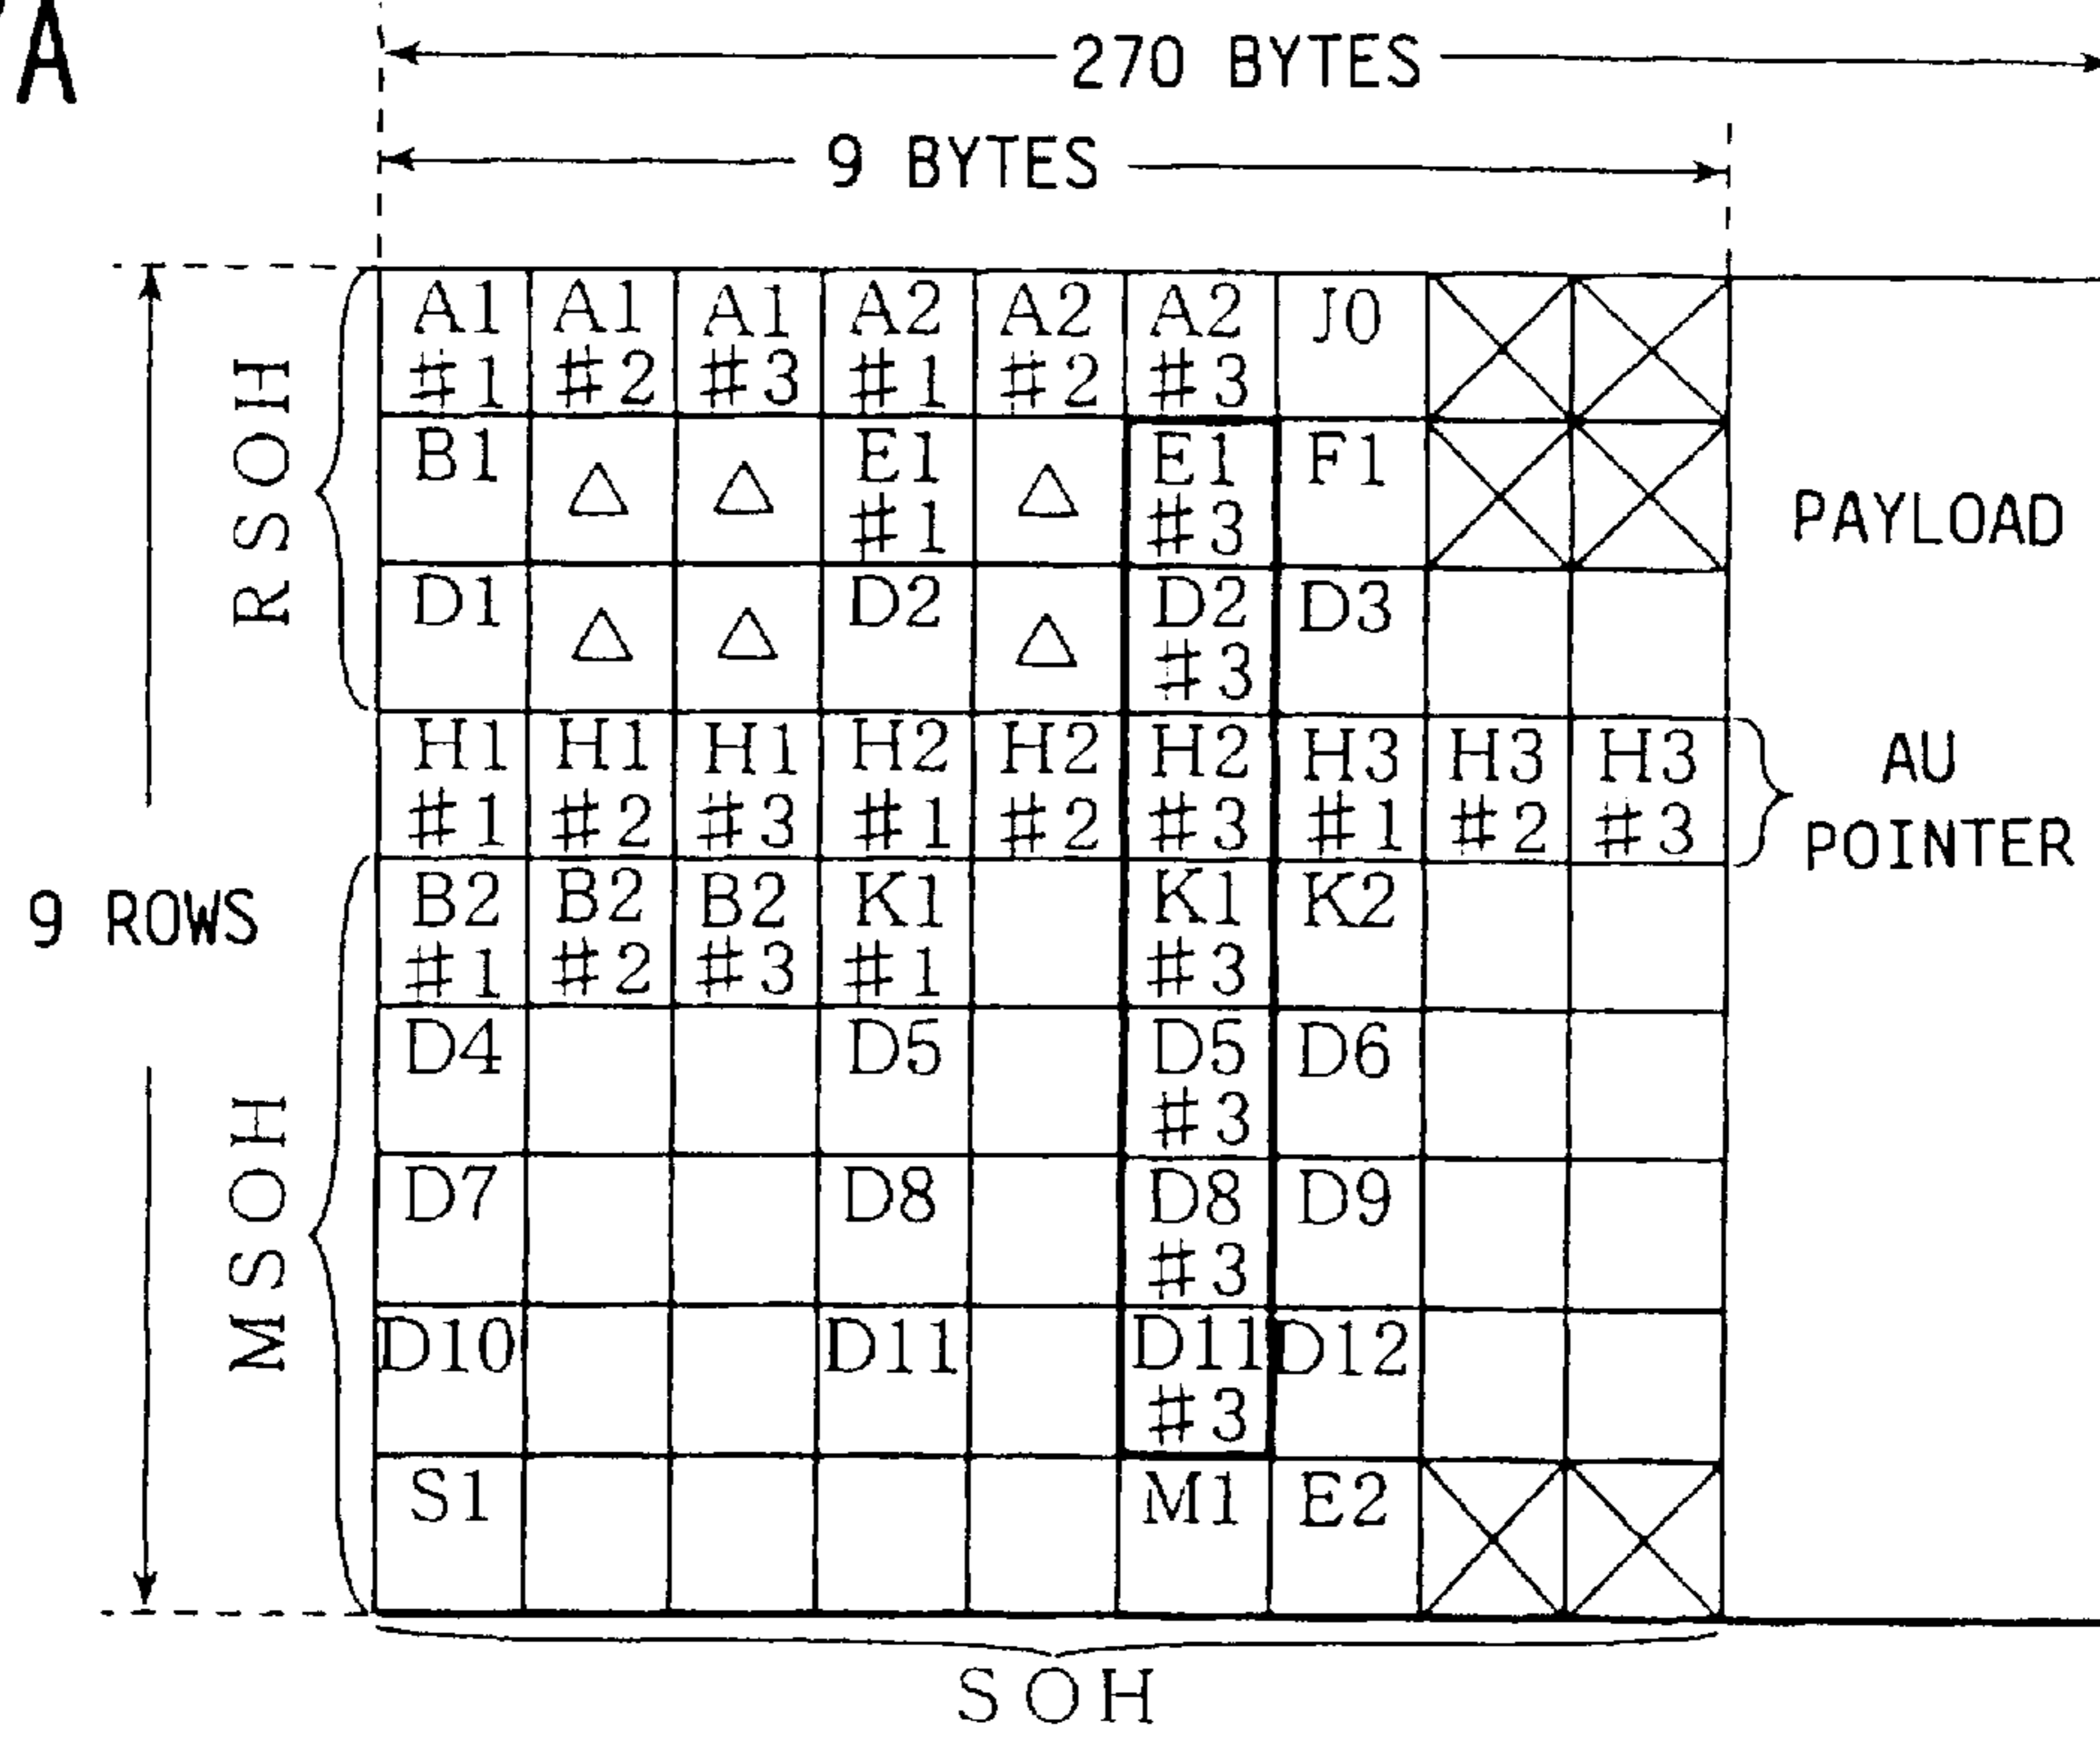 A
270 BYTES
9 BYTES
A1 #1 A1 #2 A1 #3 A2 #1 A2 #2 A2 #3 J0
B1 △ △ E1 #1 △ E1 #3 F1
RSOH
PAYLOAD
D1 △ △ D2 △ D2 #3 D3
H1 #1 H1 #2 H1 #3 H2 #1 H2 #2 H2 #3 H3 #1 H3 #2 H3 #3
AU
POINTER
9 ROWS
B2 #1 B2 #2 B2 #3 K1 #1 K1 #3 K2
D4 D5 D5 #3 D6
MSOH
D7 D8 D8 #3 D9
D10 D11 D11 #3 D12
S1 M1 E2
SOH